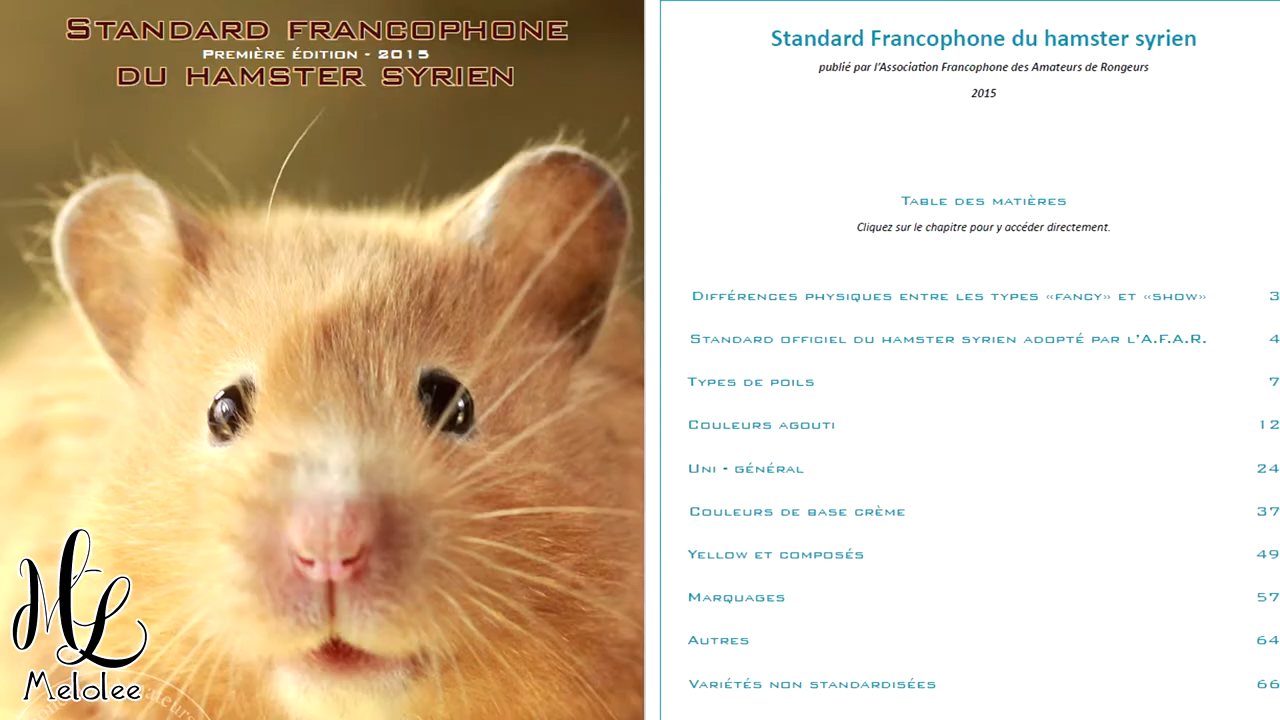 Standard francophone
Première édition - 2015
du hamster syrien
ML
Melolee
Standard Francophone du hamster syrien
publié par l'Association Francophone des Amateurs de Rongeurs
2015
Table des matières
Cliquez sur le chapitre pour y accéder directement.
Différences physiques entre les types «fancy» et «show» 3
Standard officiel du hamster syrien adopté par l'A.F.A.R. 4
Types de poils 7
Couleurs agouti 12
Uni - général 24
Couleurs de base crème 37
Yellow et composés 49
Marquages 57
Autres 64
Variétés non standardisées 66